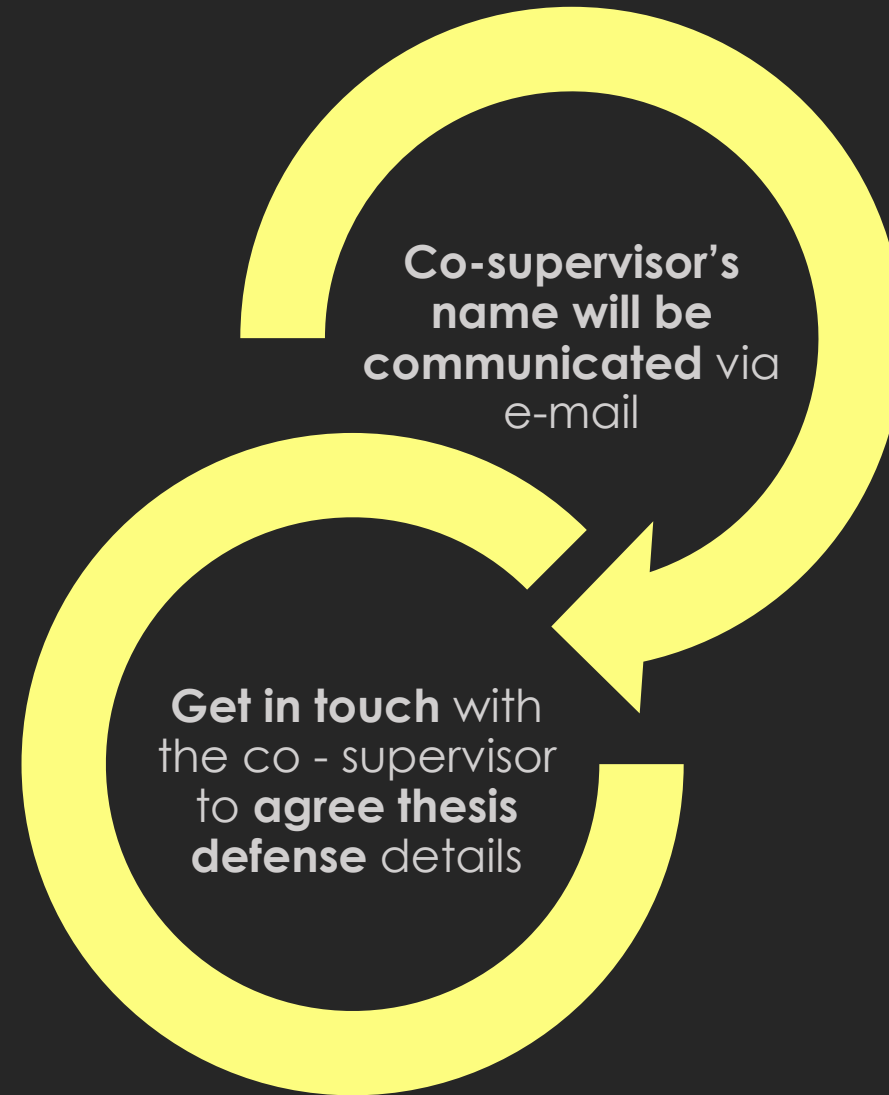 Co-supervisor’s
name will be
communicated via
e-mail
Get in touch with
the co - supervisor
to agree thesis
defense details